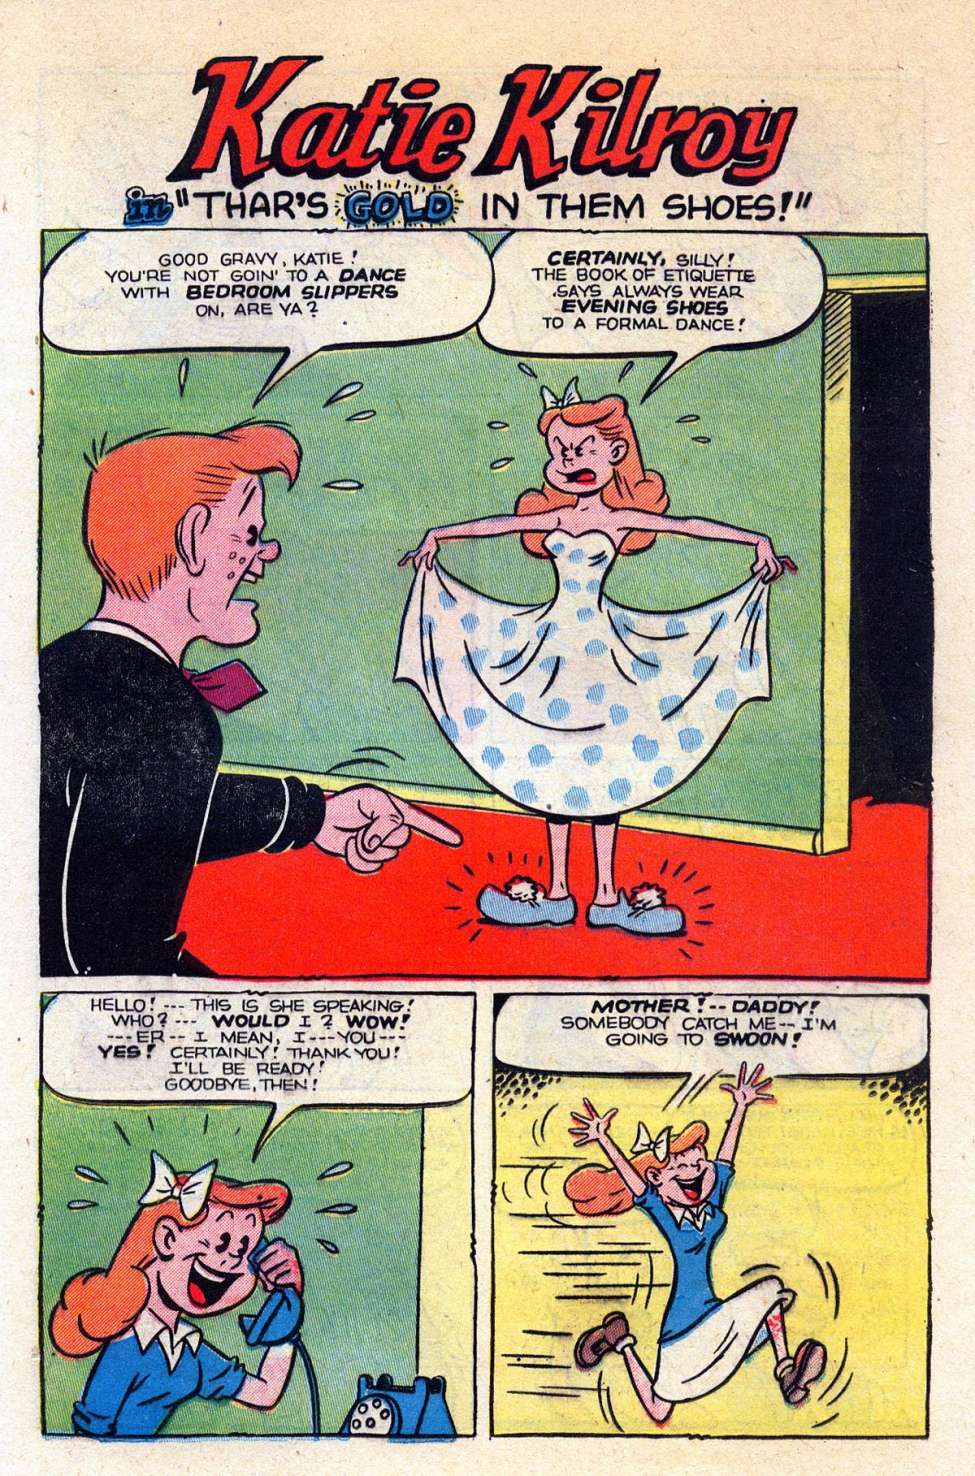 Katie Kilroy
in "THAR'S GOLD IN THEM SHOES!"
GOOD GRAVY, KATIE!
YOU'RE NOT GOIN' TO A DANCE
WITH BEDROOM SLIPPERS
ON, ARE YA?
CERTAINLY, SILLY!
THE BOOK OF ETIQUETTE
SAYS ALWAYS WEAR
EVENING SHOES
TO A FORMAL DANCE!
HELLO! --- THIS IS SHE SPEAKING!
WHO? --- WOULD I? WOW!
---ER-- I MEAN, I---YOU---
YES! CERTAINLY! THANK YOU!
I'LL BE READY!
GOODBYE, THEN!
MOTHER!-- DADDY!
SOMEBODY CATCH ME-- I'M
GOING TO SWOON!